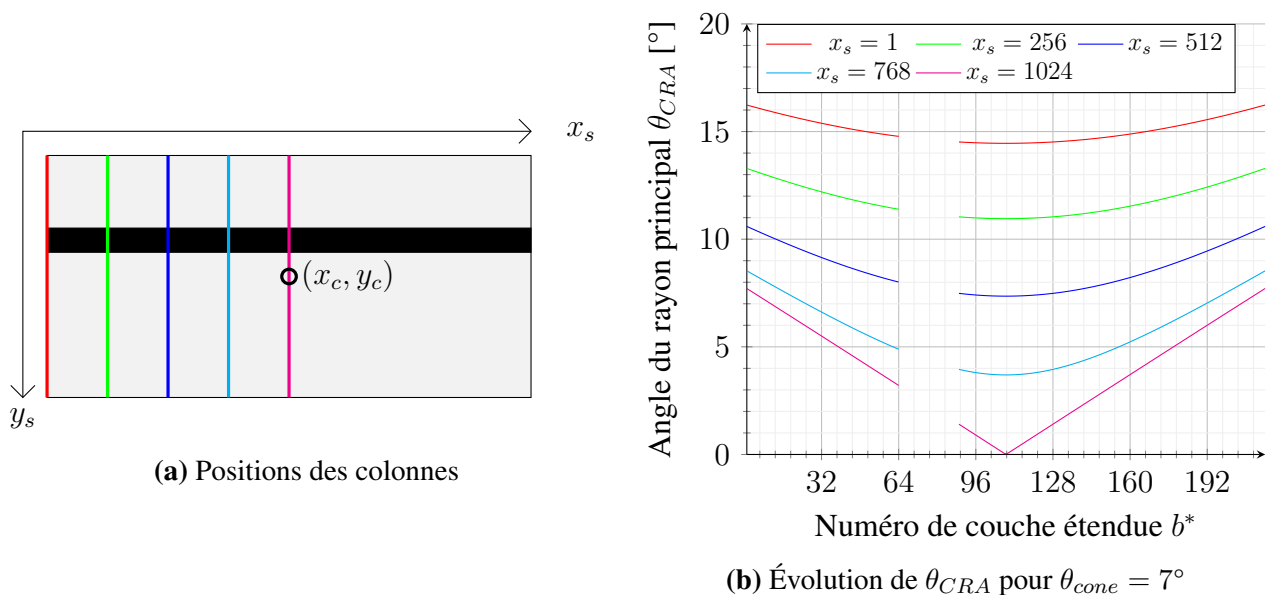 x_s
(x_c, y_c)
y_s
(a) Positions des colonnes
Angle du rayon principal θ_CRA [°]
20
15
10
5
0
x_s = 1
x_s = 256
x_s = 512
x_s = 768
x_s = 1024
32 64 96 128 160 192
Numéro de couche étendue b*
(b) Évolution de θ_CRA pour θ_cone = 7°